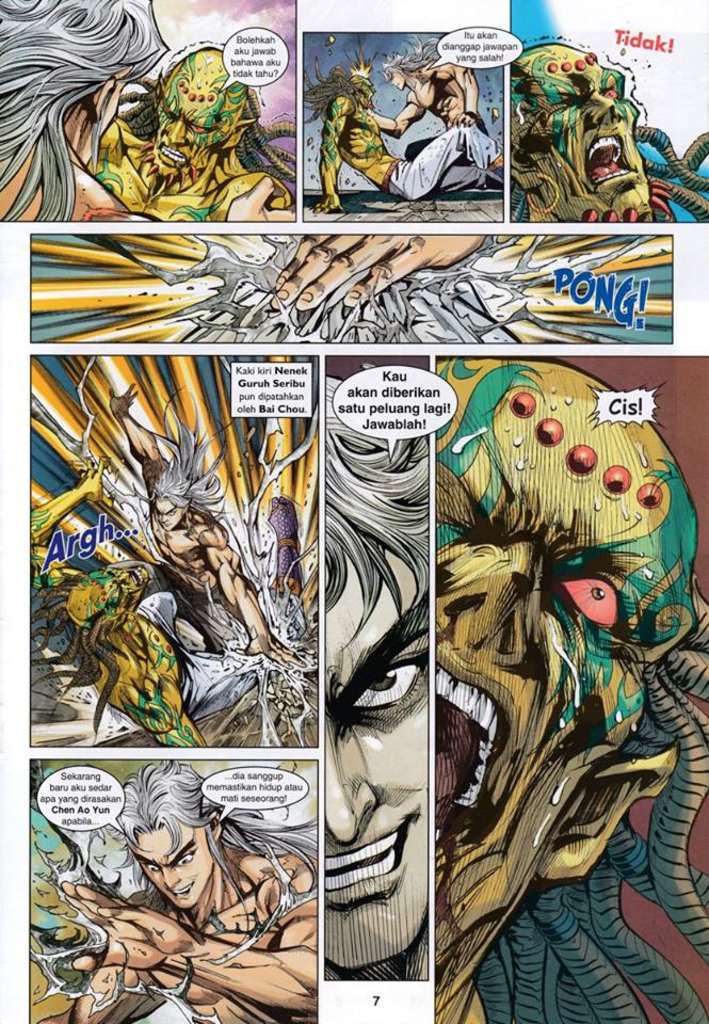 Bolehkah
aku jawab
bahawa aku
tidak tahu?
Itu akan
dianggap jawapan
yang salah!
Tidak!
PONG!
Kaki kiri Nenek
Guruh Seribu
pun dipatahkan
oleh Bai Chou.
Argh...
Kau
akan diberikan
satu peluang lagi!
Jawablah!
Cis!
Sekarang
baru aku sedar
apa yang dirasakan
Chen Ao Yun
apabila...
...dia sanggup
memastikan hidup atau
mati seseorang!
7